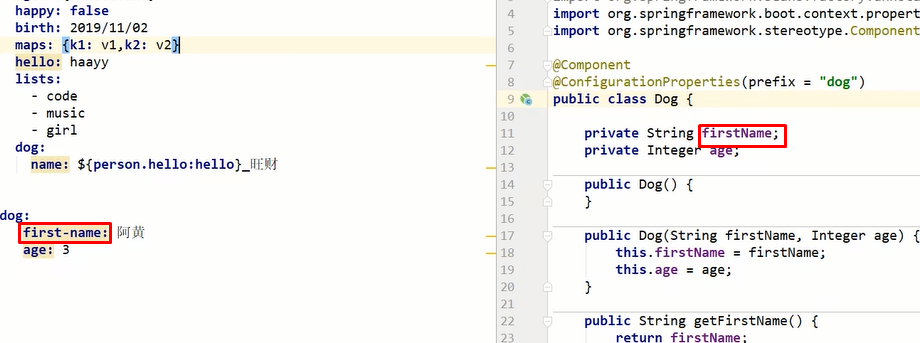 happy: false
birth: 2019/11/02
maps: {k1: v1,k2: v2}
hello: haayy
lists:
- code
- music
- girl
dog:
name: ${person.hello:hello}_旺财
dog:
first-name: 阿黄
age: 3
4 import org.springframework.boot.context.propert
5 import org.springframework.stereotype.Component
6
7 @Component
8 @ConfigurationProperties(prefix = "dog")
9 public class Dog {
10
11 private String firstName;
12 private Integer age;
13
14 public Dog() {
15 }
16
17 public Dog(String firstName, Integer age) {
18 this.firstName = firstName;
19 this.age = age;
20 }
21
22 public String getFirstName() {
23 return firstName;